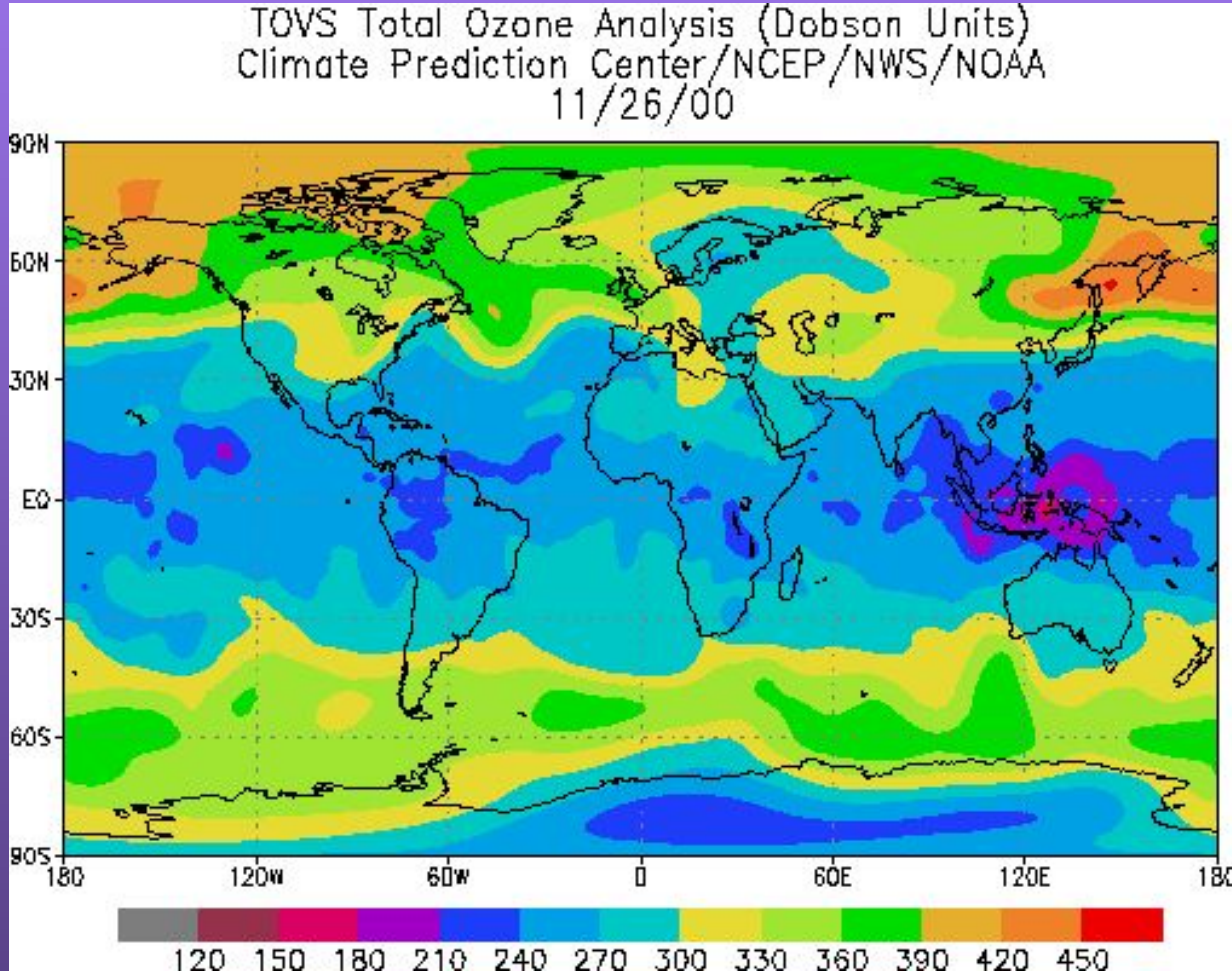 TOVS Total Ozone Analysis (Dobson Units)
Climate Prediction Center/NCEP/NWS/NOAA
11/26/00
90N
60N
30N
EQ
30S
60S
90S
180 120W 60W 0 60E 120E 180
120 150 180 210 240 270 300 330 360 390 420 450